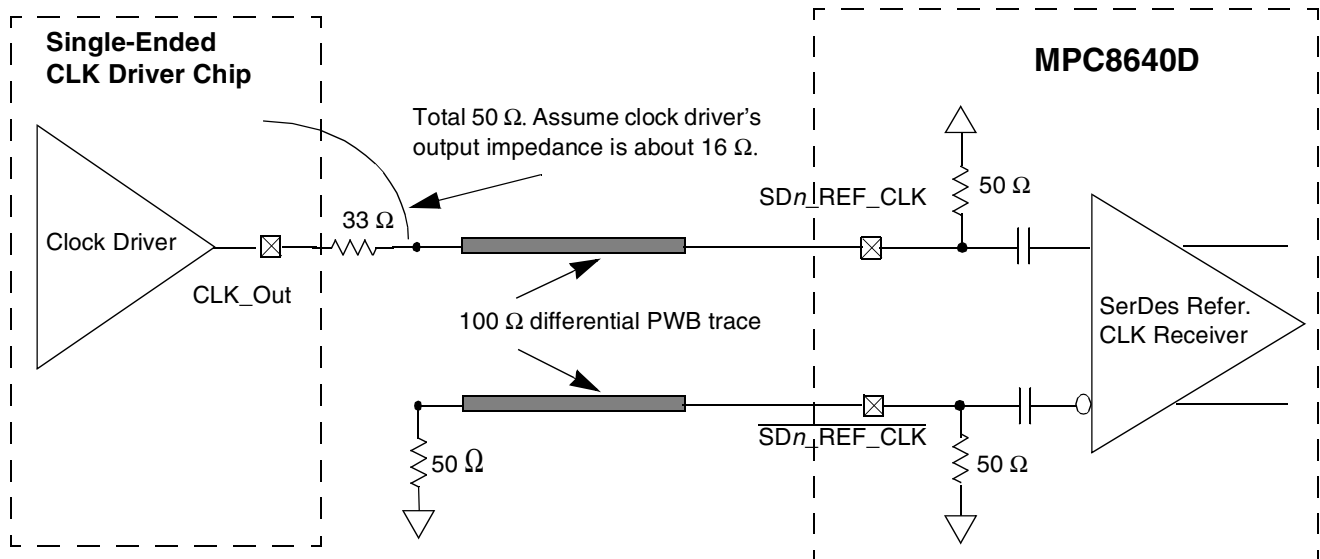 Single-Ended
CLK Driver Chip
MPC8640D
Total 50 Ω. Assume clock driver's
output impedance is about 16 Ω.
SDn_REF_CLK
50 Ω
33 Ω
Clock Driver
CLK_Out
100 Ω differential PWB trace
SerDes Refer.
CLK Receiver
SDn_REF_CLK
50 Ω
50 Ω